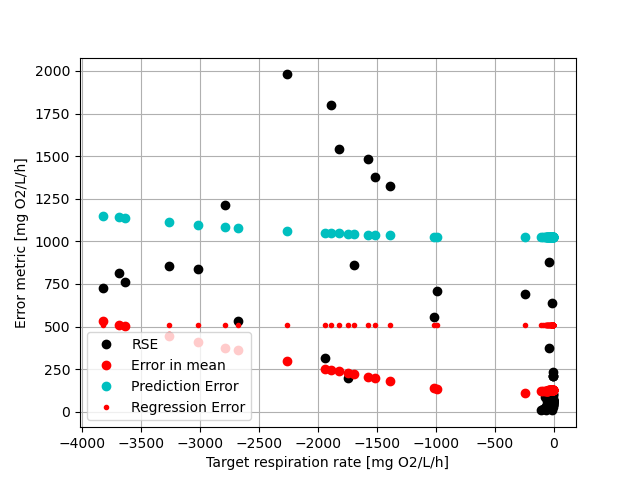 2000
1750
1500
1250
1000
750
500
250
0
Error metric [mg O2/L/h]
RSE
Error in mean
Prediction Error
Regression Error
−4000 −3500 −3000 −2500 −2000 −1500 −1000 −500 0
Target respiration rate [mg O2/L/h]